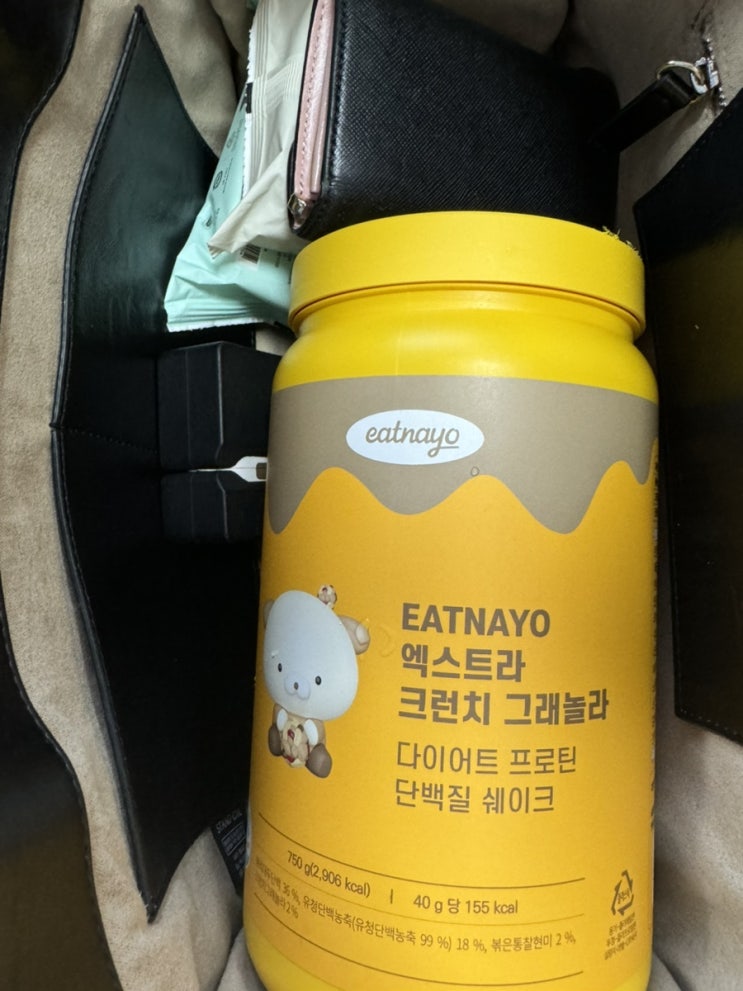 eatnayo
EATNAYO
엑스트라
크런치 그래놀라
다이어트 프로틴
단백질 쉐이크
750 g(2,906 kcal) | 40 g 당 155 kcal
36 %, 유청단백농축(유청단백농축 99 %) 18 %, 볶은통찰현미 2 %,
2 %